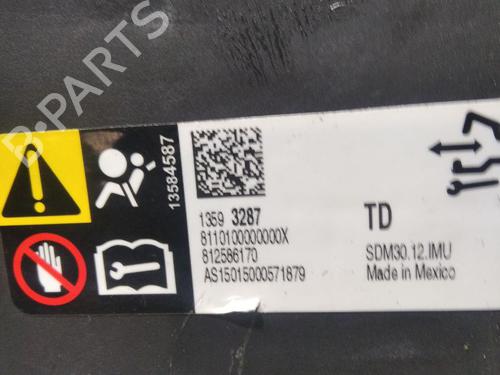 B-PARTS
13584587
1359 3287
8110100000000X
812586170
AS15015000571879
TD
SDM30.12.IMU
Made in Mexico